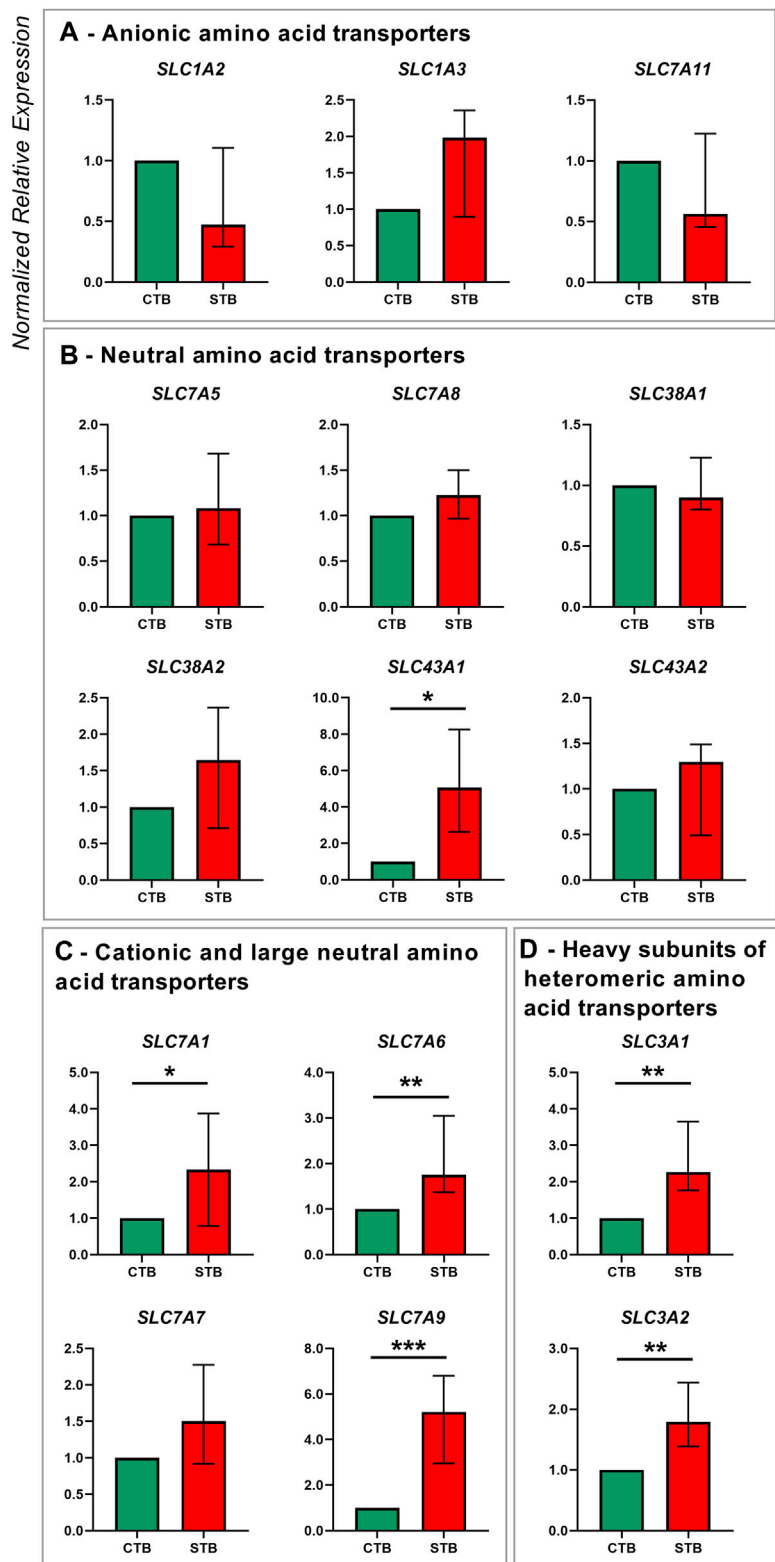 Normalized Relative Expression
A - Anionic amino acid transporters
SLC1A2
1.5
1.0
0.5
0.0
CTB STB
SLC1A3
2.5
2.0
1.5
1.0
0.5
0.0
CTB STB
SLC7A11
1.5
1.0
0.5
0.0
CTB STB
B - Neutral amino acid transporters
SLC7A5
2.0
1.5
1.0
0.5
0.0
CTB STB
SLC7A8
2.0
1.5
1.0
0.5
0.0
CTB STB
SLC38A1
1.5
1.0
0.5
0.0
CTB STB
SLC38A2
2.5
2.0
1.5
1.0
0.5
0.0
CTB STB
SLC43A1
*
10.0
8.0
6.0
4.0
2.0
0.0
CTB STB
SLC43A2
2.0
1.5
1.0
0.5
0.0
CTB STB
C - Cationic and large neutral amino
acid transporters
SLC7A1
*
5.0
4.0
3.0
2.0
1.0
0.0
CTB STB
SLC7A6
**
4.0
3.0
2.0
1.0
0.0
CTB STB
SLC7A7
2.5
2.0
1.5
1.0
0.5
0.0
CTB STB
SLC7A9
***
8.0
6.0
4.0
2.0
0.0
CTB STB
D - Heavy subunits of
heteromeric amino
acid transporters
SLC3A1
**
5.0
4.0
3.0
2.0
1.0
0.0
CTB STB
SLC3A2
**
3.0
2.0
1.0
0.0
CTB STB